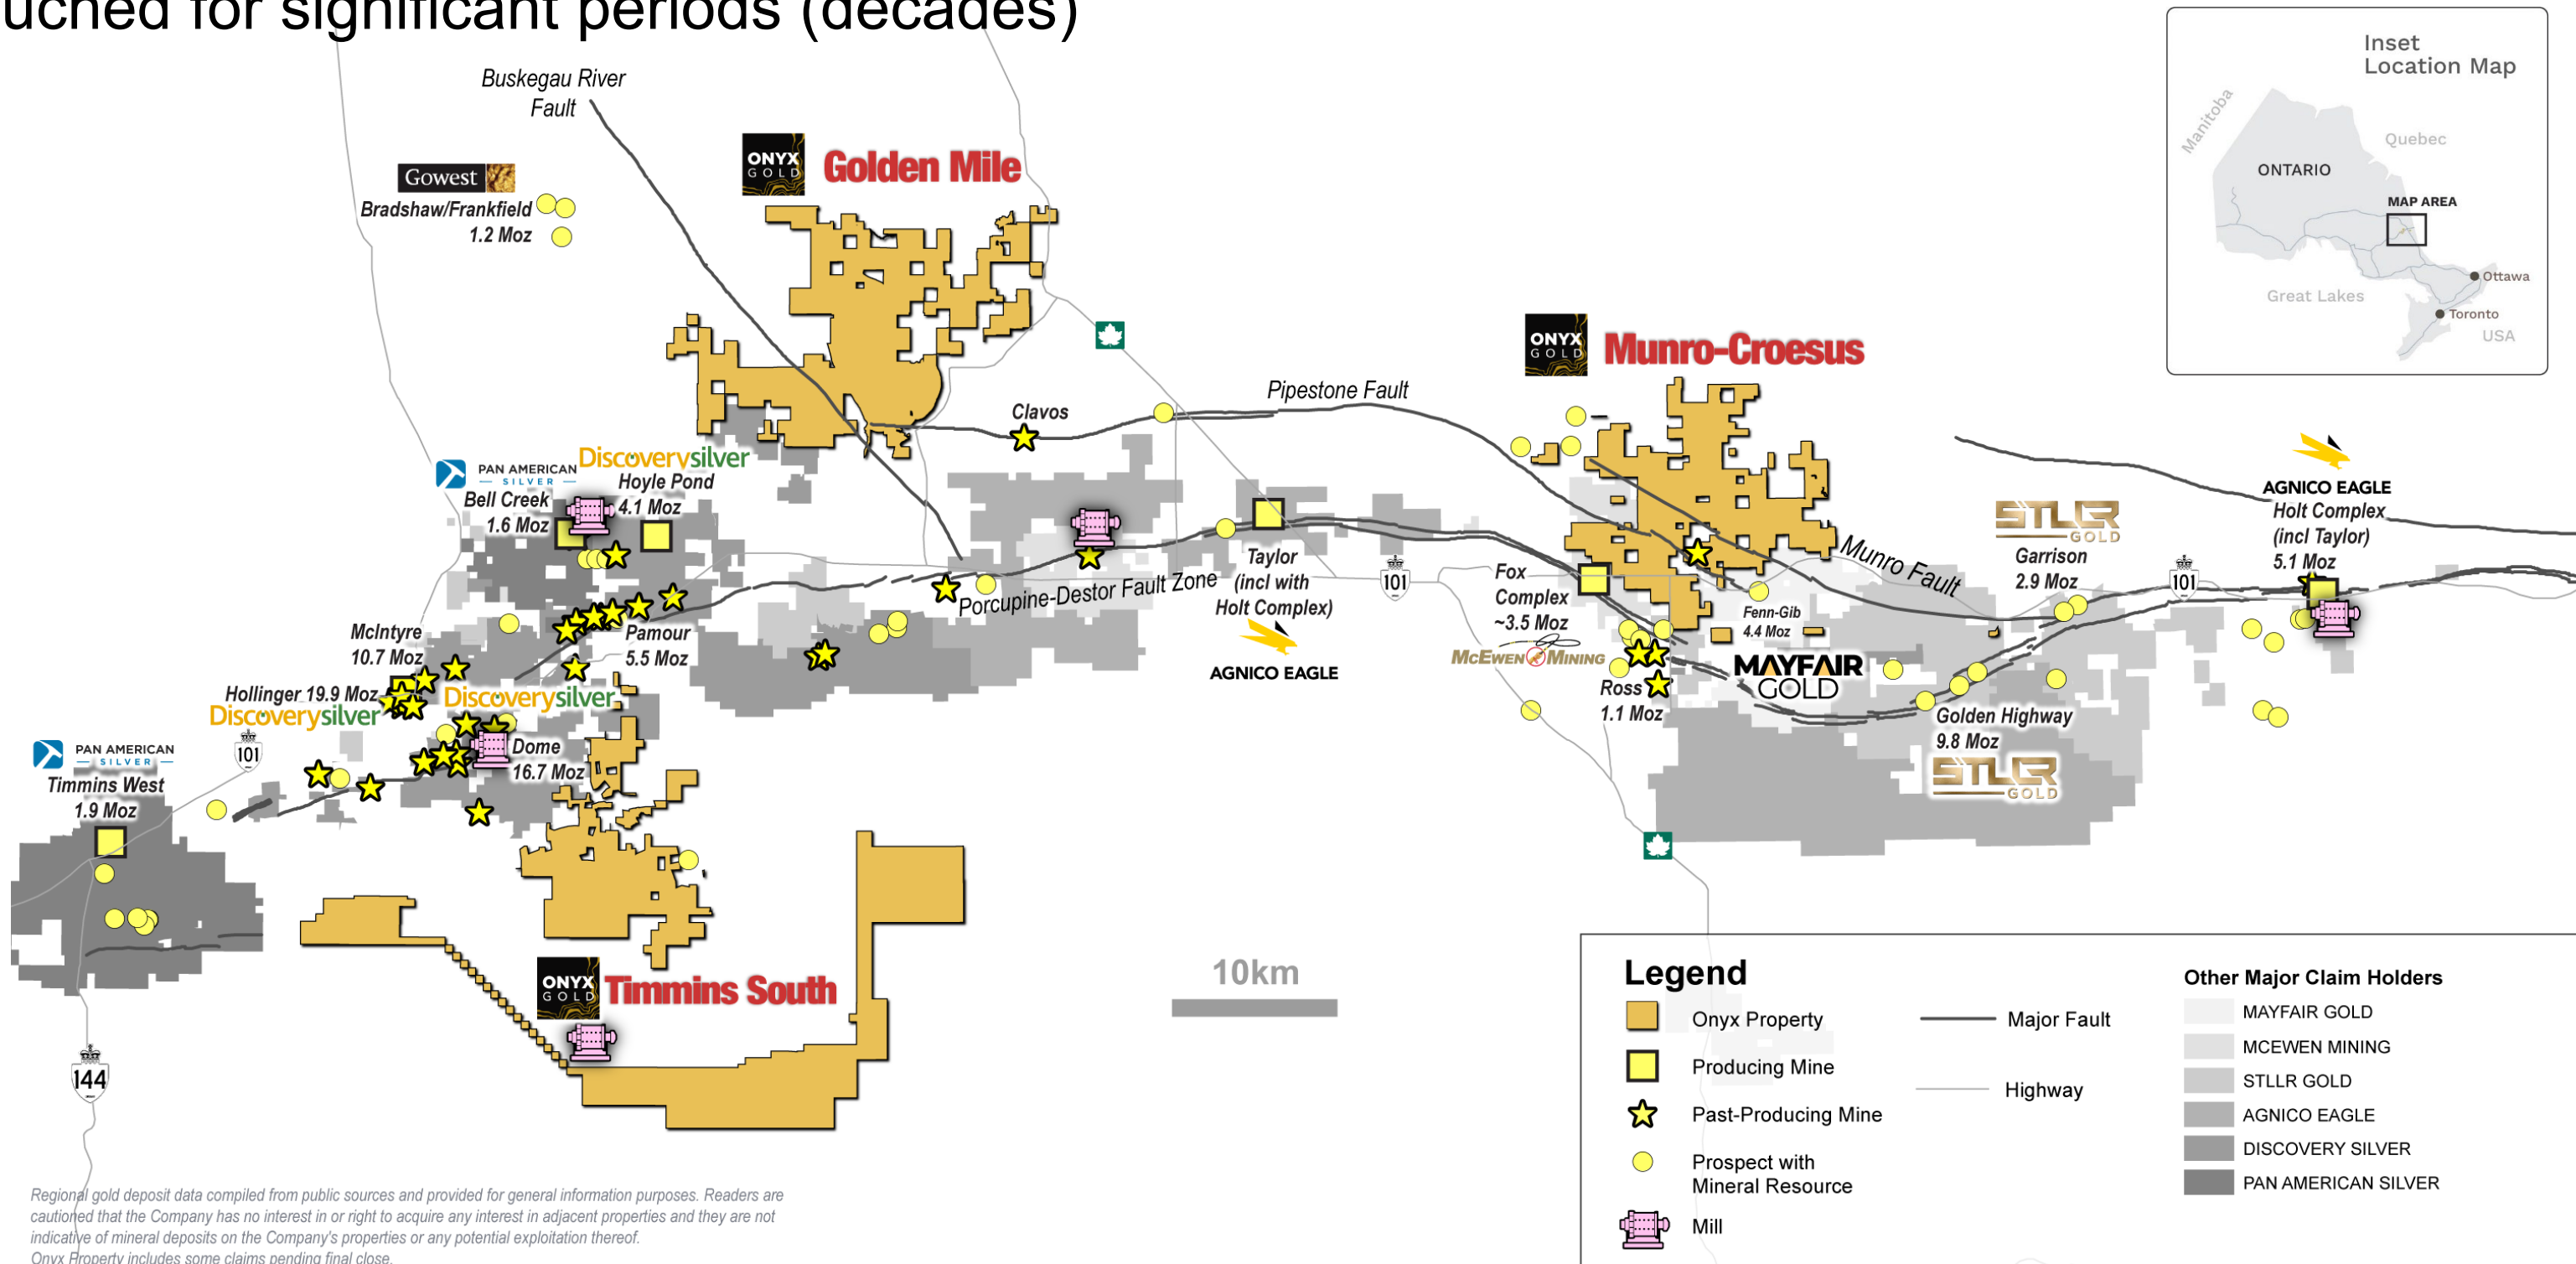 uched for significant periods (decades)
Inset
Location Map
Manitoba
Quebec
ONTARIO
MAP AREA
Ottawa
Great Lakes
Toronto
USA
Buskegau River
Fault
ONYX
GOLD
Golden Mile
Gowest
Bradshaw/Frankfield
1.2 Moz
ONYX
GOLD
Munro-Croesus
Pipestone Fault
Clavos
PAN AMERICAN
SILVER
Discoverysilver
Bell Creek
1.6 Moz
Hoyle Pond
4.1 Moz
AGNICO EAGLE
Holt Complex
(incl Taylor)
5.1 Moz
STLLR
GOLD
Garrison
2.9 Moz
101
101
Munro Fault
Taylor
(incl with
Holt Complex)
AGNICO EAGLE
Porcupine-Destor Fault Zone
Fox
Complex
~3.5 Moz
McEWEN MINING
Fenn-Gib
4.4 Moz
MAYFAIR
GOLD
Ross
1.1 Moz
Golden Highway
9.8 Moz
STLLR
GOLD
McIntyre
10.7 Moz
Pamour
5.5 Moz
Hollinger 19.9 Moz
Discoverysilver
Discoverysilver
101
Dome
16.7 Moz
PAN AMERICAN
SILVER
Timmins West
1.9 Moz
ONYX
GOLD
Timmins South
144
10km
Legend
Onyx Property
Producing Mine
Past-Producing Mine
Prospect with
Mineral Resource
Mill
Major Fault
Highway
Other Major Claim Holders
MAYFAIR GOLD
MCEWEN MINING
STLLR GOLD
AGNICO EAGLE
DISCOVERY SILVER
PAN AMERICAN SILVER
Regional gold deposit data compiled from public sources and provided for general information purposes. Readers are
cautioned that the Company has no interest in or right to acquire any interest in adjacent properties and they are not
indicative of mineral deposits on the Company's properties or any potential exploitation thereof.
Onyx Property includes some claims pending final close.